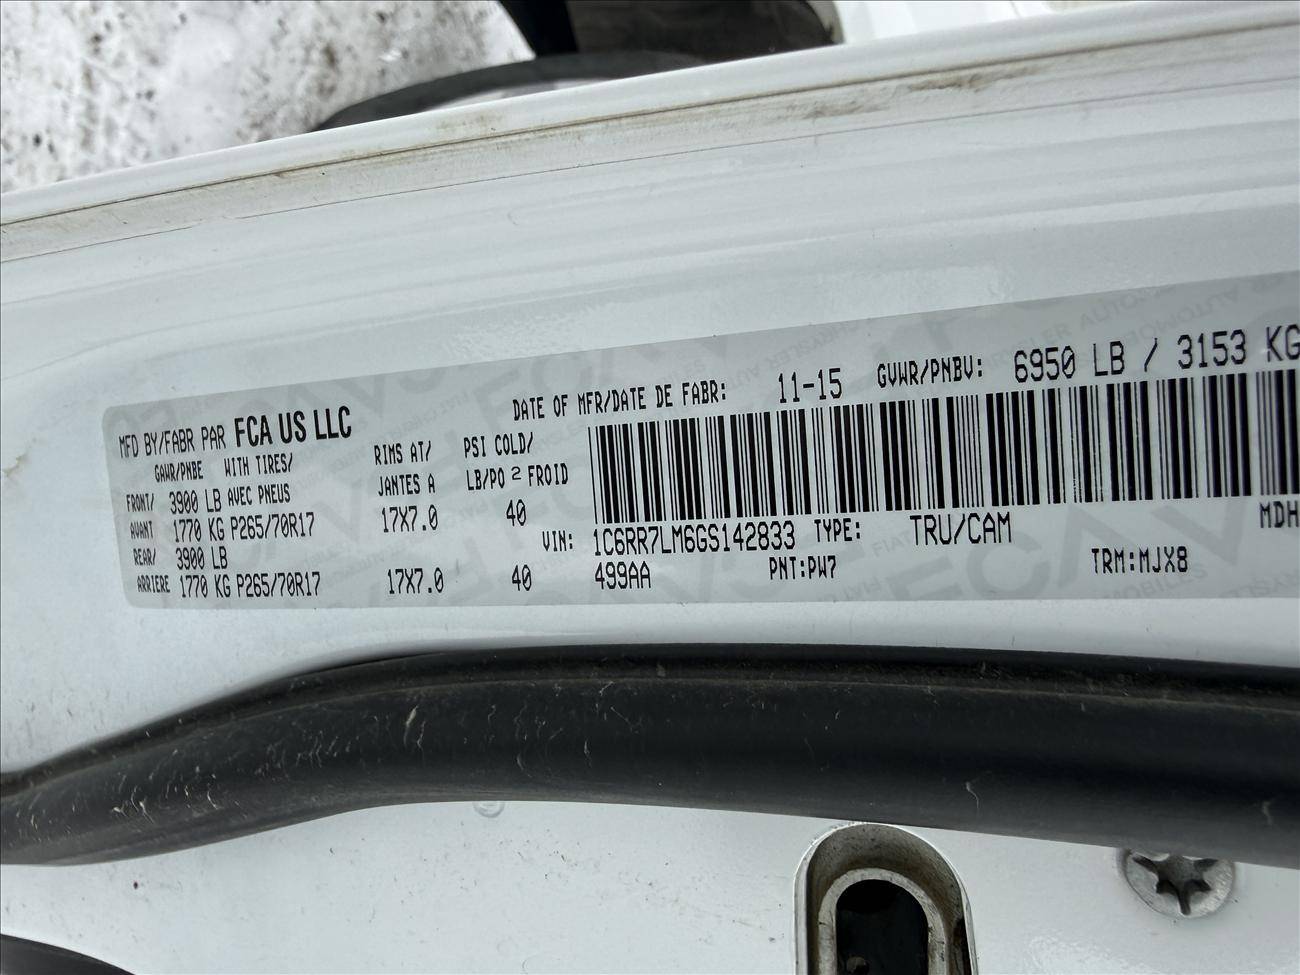 DATE OF MFR/DATE DE FABR: 11-15 GVWR/PNBV: 6950 LB / 3153 KG
MFD BY/FABR PAR FCA US LLC
GAWR/PNBE WITH TIRES/ RIMS AT/ PSI COLD/
FRONT/ 3900 LB AVEC PNEUS JANTES A LB/PO 2 FROID
AVANT 1770 KG P265/70R17 17X7.0 40
REAR/ 3900 LB
ARRIERE 1770 KG P265/70R17 17X7.0 40
VIN: 1C6RR7LM6GS142833 TYPE: TRU/CAM MDH
499AA PNT:PW7 TRM:MJX8